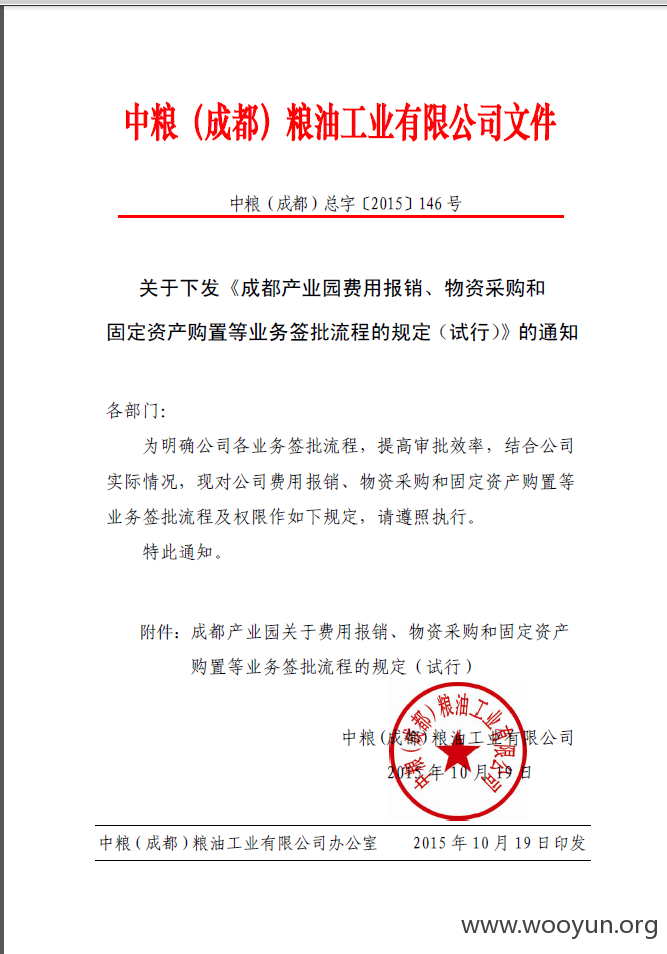 中粮（成都）粮油工业有限公司文件
中粮（成都）总字〔2015〕146 号
关于下发《成都产业园费用报销、物资采购和
固定资产购置等业务签批流程的规定（试行）》的通知
各部门：
为明确公司各业务签批流程，提高审批效率，结合公司
实际情况，现对公司费用报销、物资采购和固定资产购置等
业务签批流程及权限作如下规定，请遵照执行。
特此通知。
附件：成都产业园关于费用报销、物资采购和固定资产
购置等业务签批流程的规定（试行）
中粮(成都)粮油工业有限公司
2015 年 10 月 19 日
中粮(成都)粮油工业有限公司
中粮（成都）粮油工业有限公司办公室 2015 年 10 月 19 日印发
www.wooyun.org